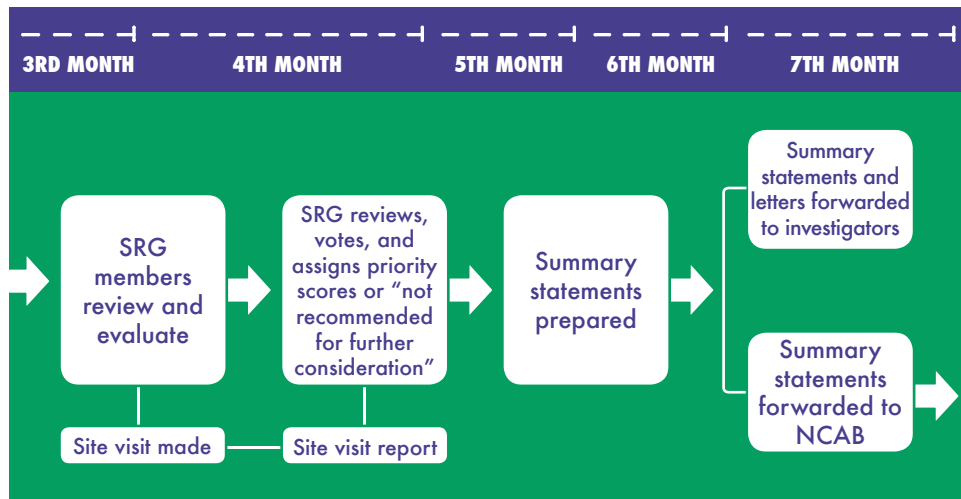 3RD MONTH
4TH MONTH
5TH MONTH
6TH MONTH
7TH MONTH
SRG
members
review and
evaluate
Site visit made
SRG reviews,
votes, and
assigns priority
scores or “not
recommended
for further
consideration”
Site visit report
Summary
statements
prepared
Summary
statements and
letters forwarded
to investigators
Summary
statements
forwarded to
NCAB